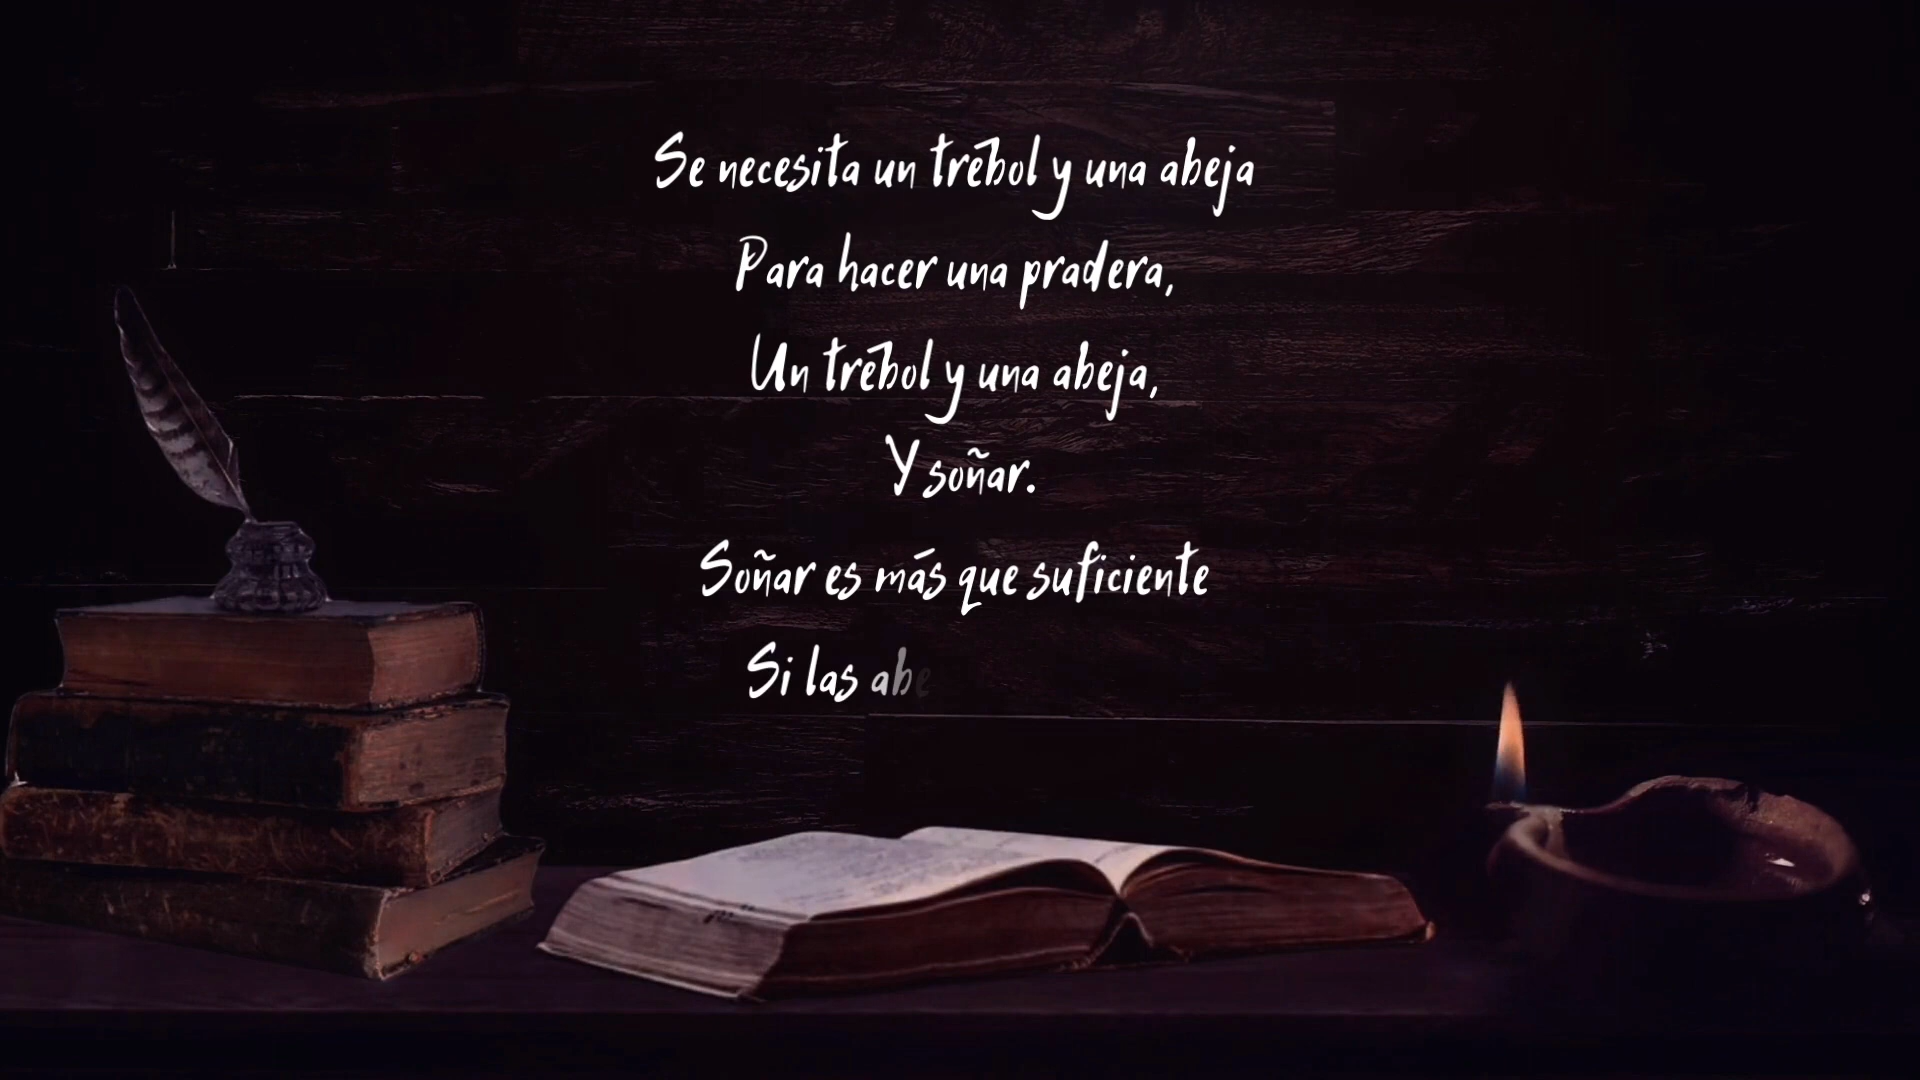 Se necesita un trébol y una abeja
Para hacer una pradera,
Un trébol y una abeja,
Y soñar.
Soñar es más que suficiente
Si las abe